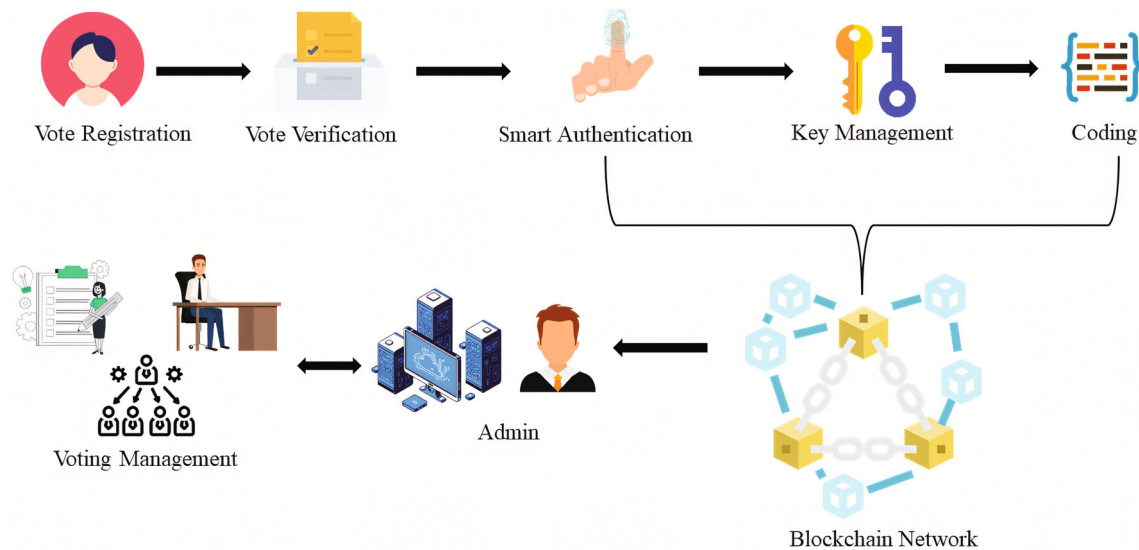 Vote Registration
Vote Verification
Smart Authentication
Key Management
Coding
Voting Management
Admin
Blockchain Network